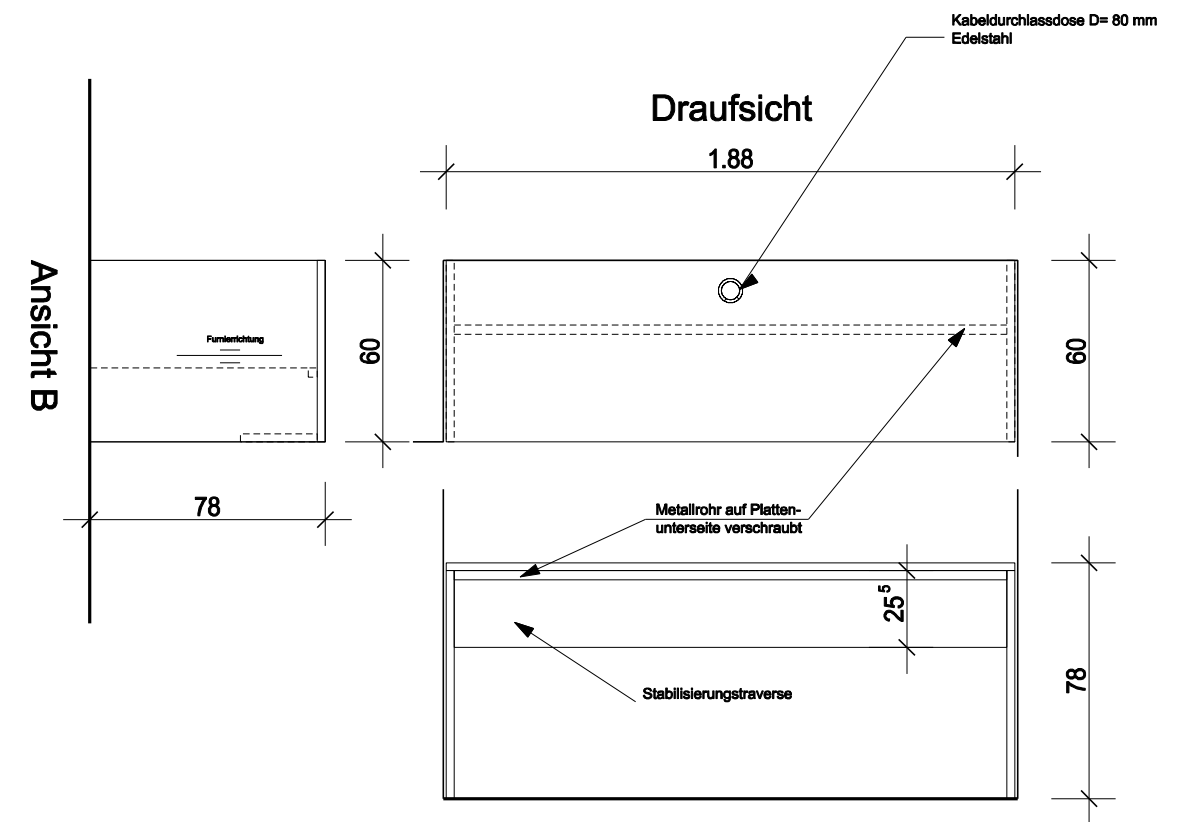 Kabeldurchlassdose D= 80 mm
Edelstahl
Draufsicht
1.88
Ansicht B
Furnierrichtung
60
60
78
Metallrohr auf Platten-
unterseite verschraubt
25⁵
78
Stabilisierungstraverse